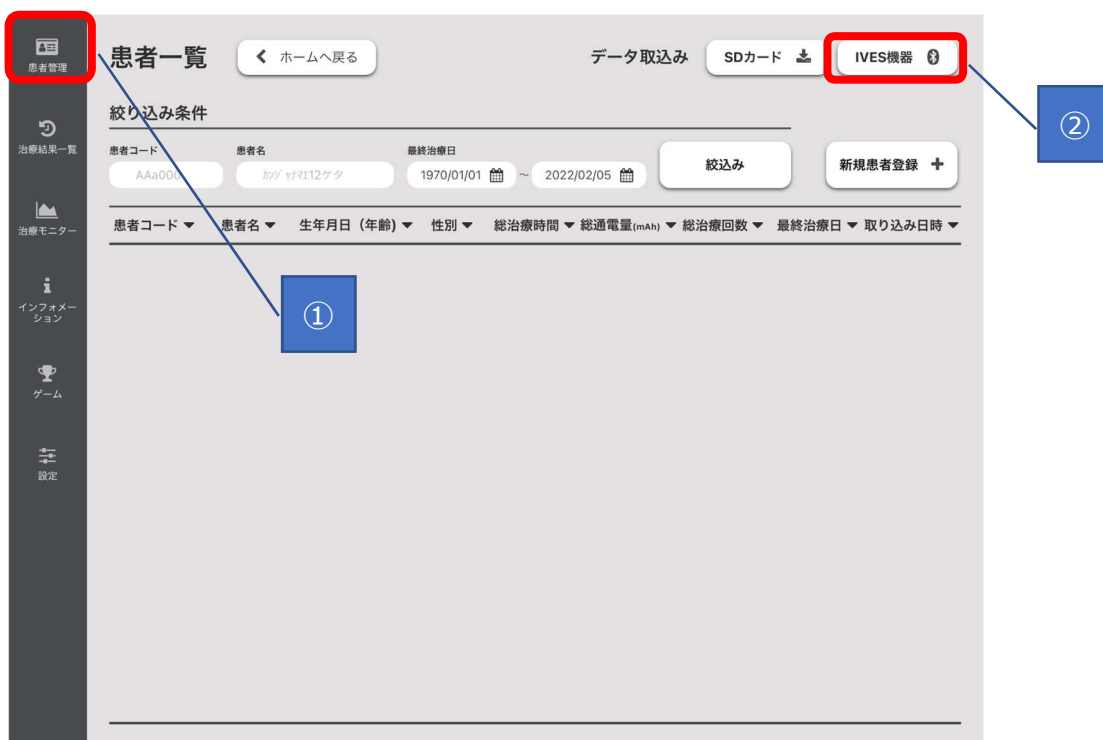 患者管理
治療結果一覧
治療モニター
インフォメー
ション
ゲーム
設定
患者一覧
ホームへ戻る
データ取込み
SDカード
IVES機器
②
絞り込み条件
患者コード
患者名
最終治療日
AAa000
1970/01/01 ~ 2022/02/05
絞込み
新規患者登録
患者コード 患者名 生年月日（年齢) 性別 総治療時間 総通電量(mAh) 総治療回数 最終治療日 取り込み日時
①